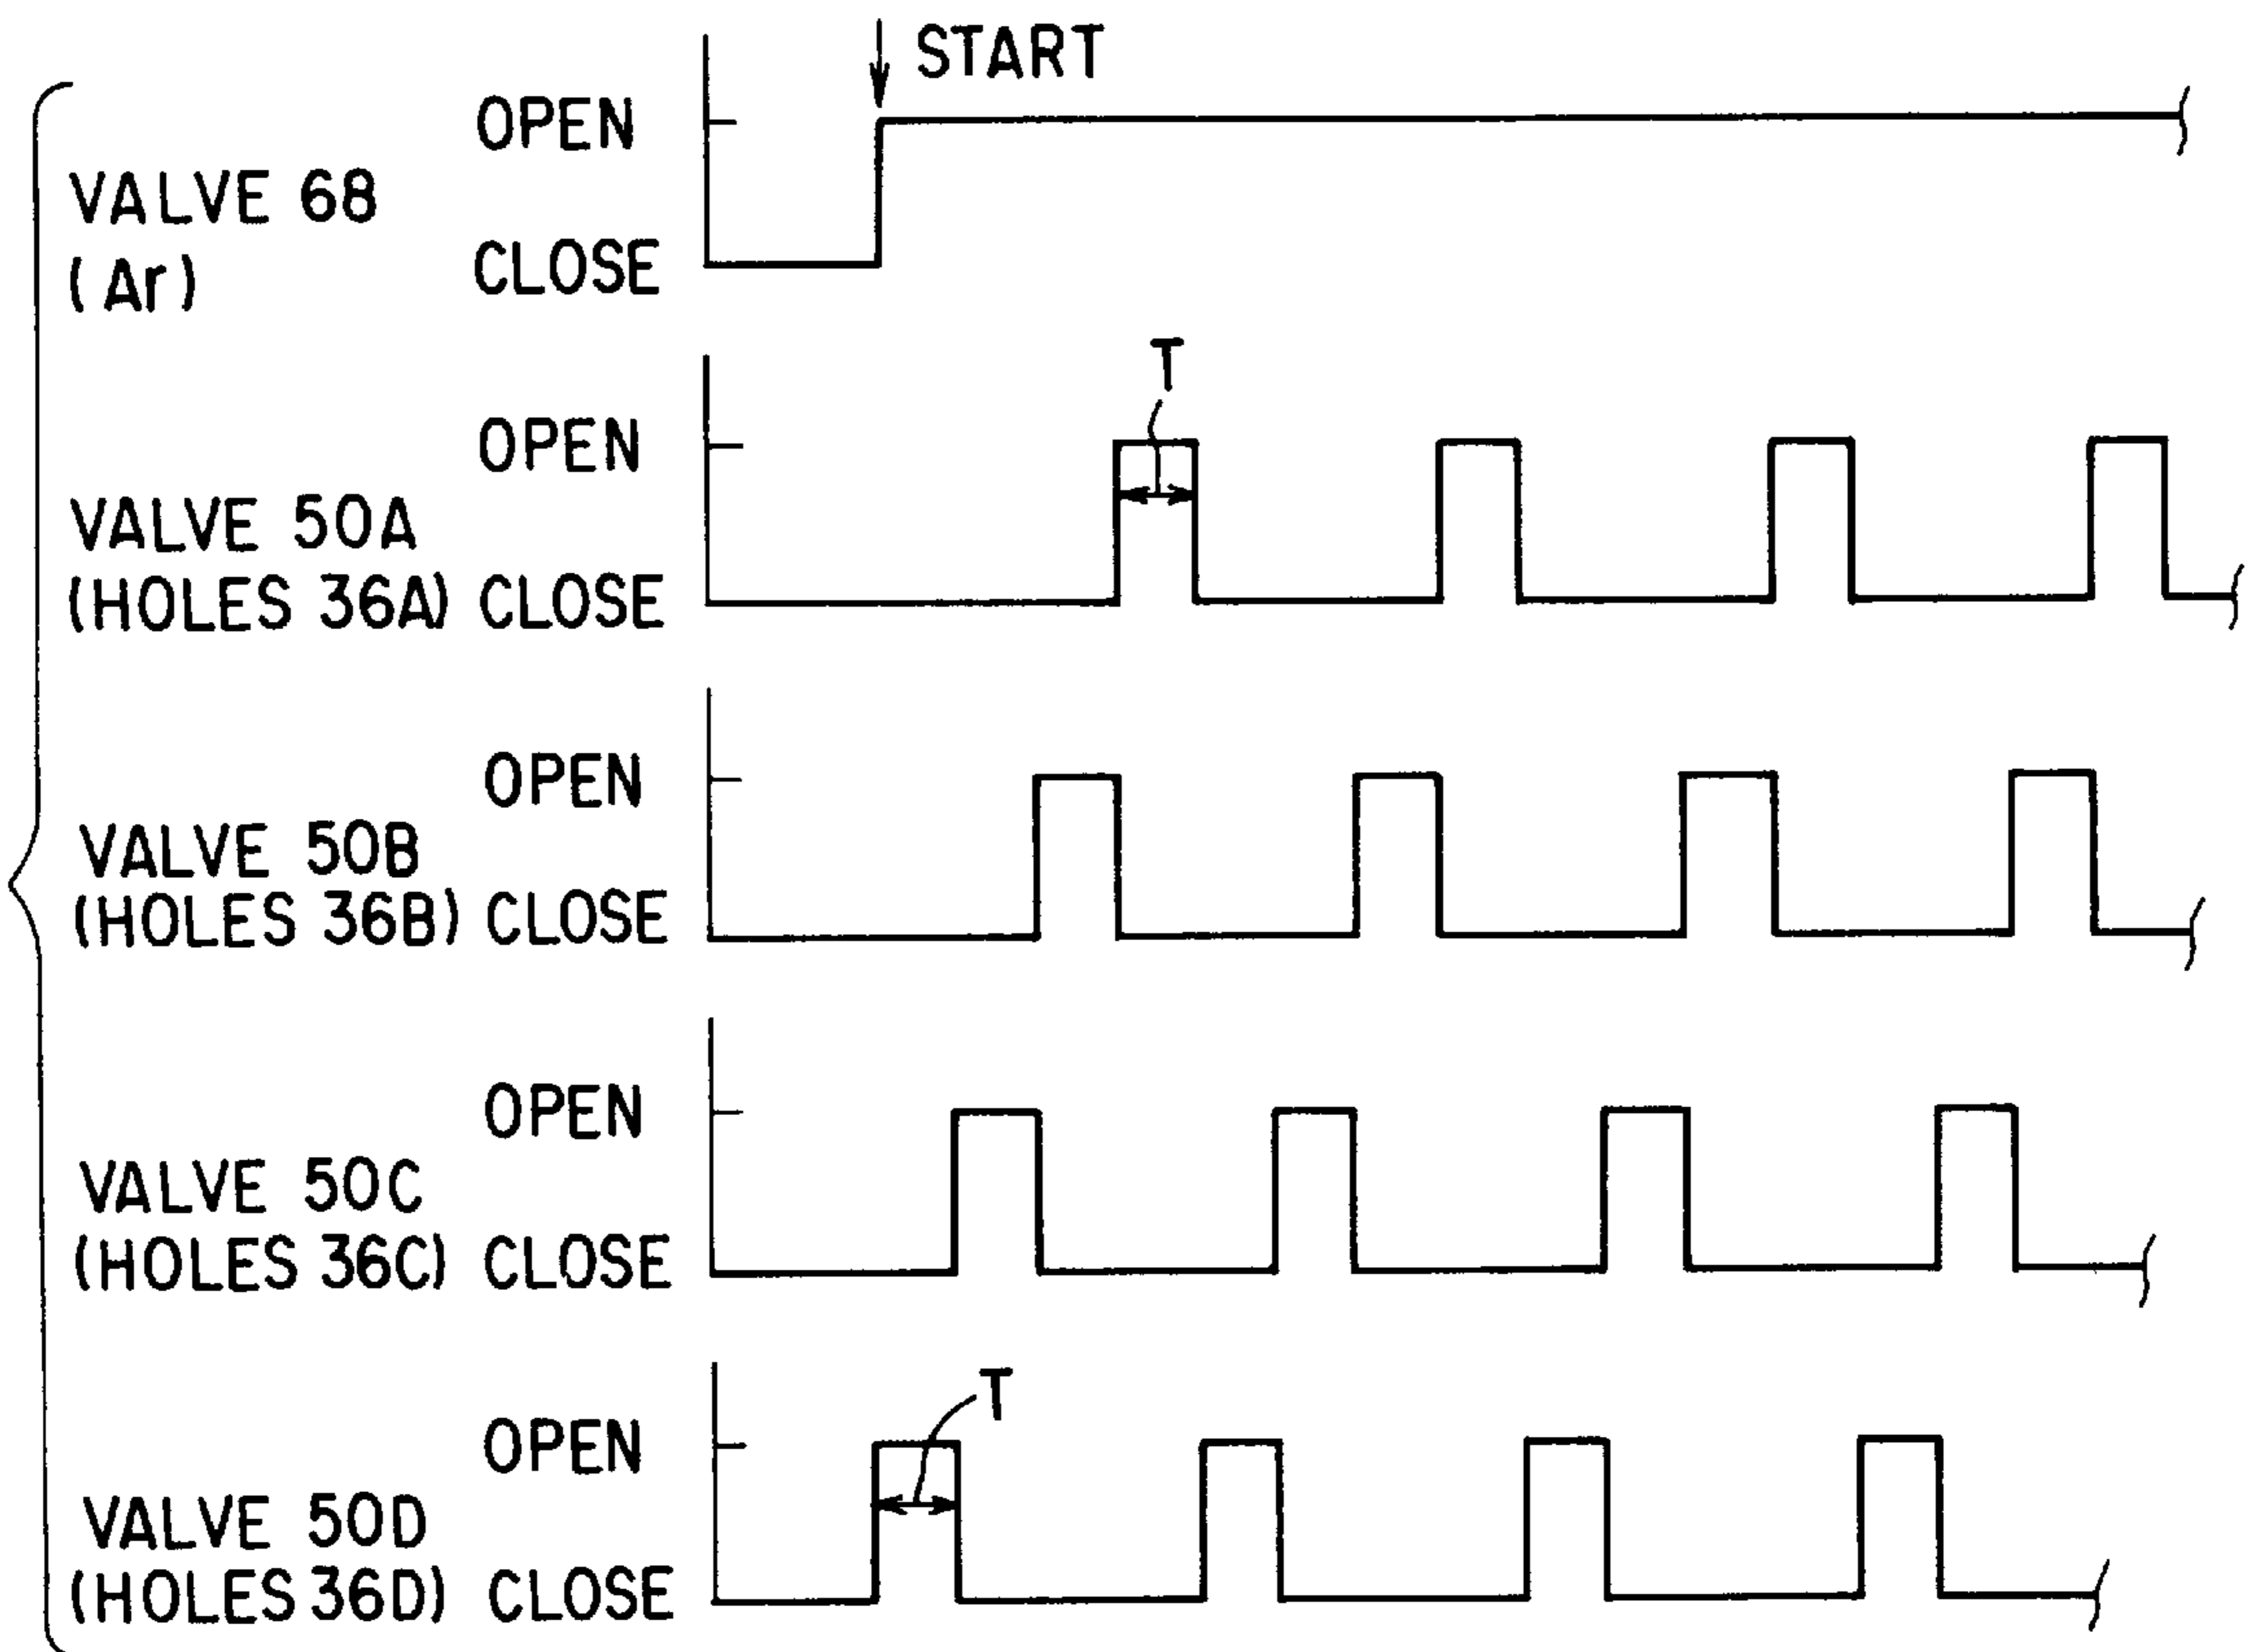 START
OPEN
VALVE 68
(Ar)
CLOSE
T
OPEN
VALVE 50A
(HOLES 36A) CLOSE
OPEN
VALVE 50B
(HOLES 36B) CLOSE
OPEN
VALVE 50C
(HOLES 36C) CLOSE
T
OPEN
VALVE 50D
(HOLES 36D) CLOSE